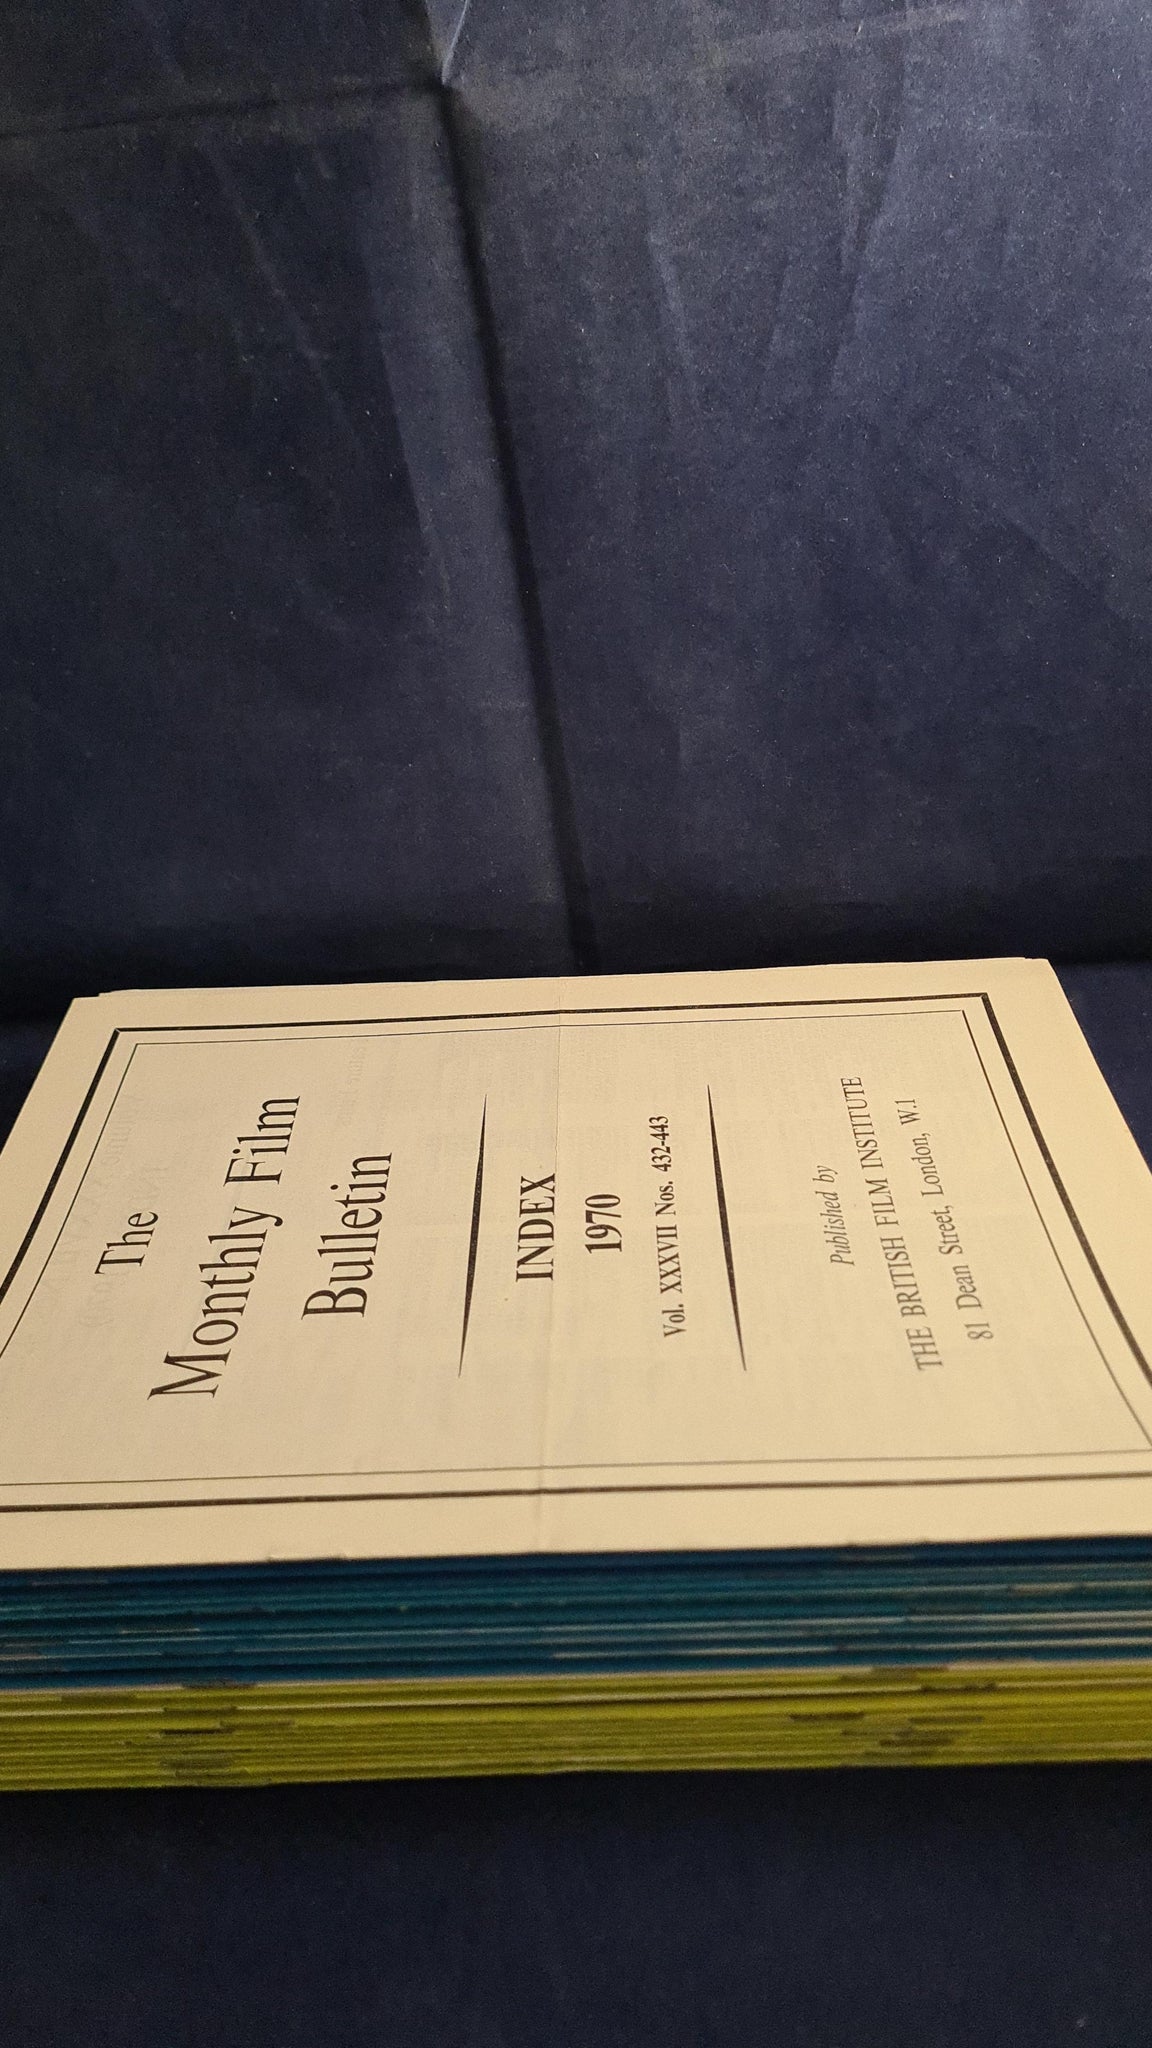 The
Monthly Film
Bulletin
INDEX
1970
Vol. XXXVII Nos. 432-443
Published by
THE BRITISH FILM INSTITUTE
81 Dean Street, London, W.1